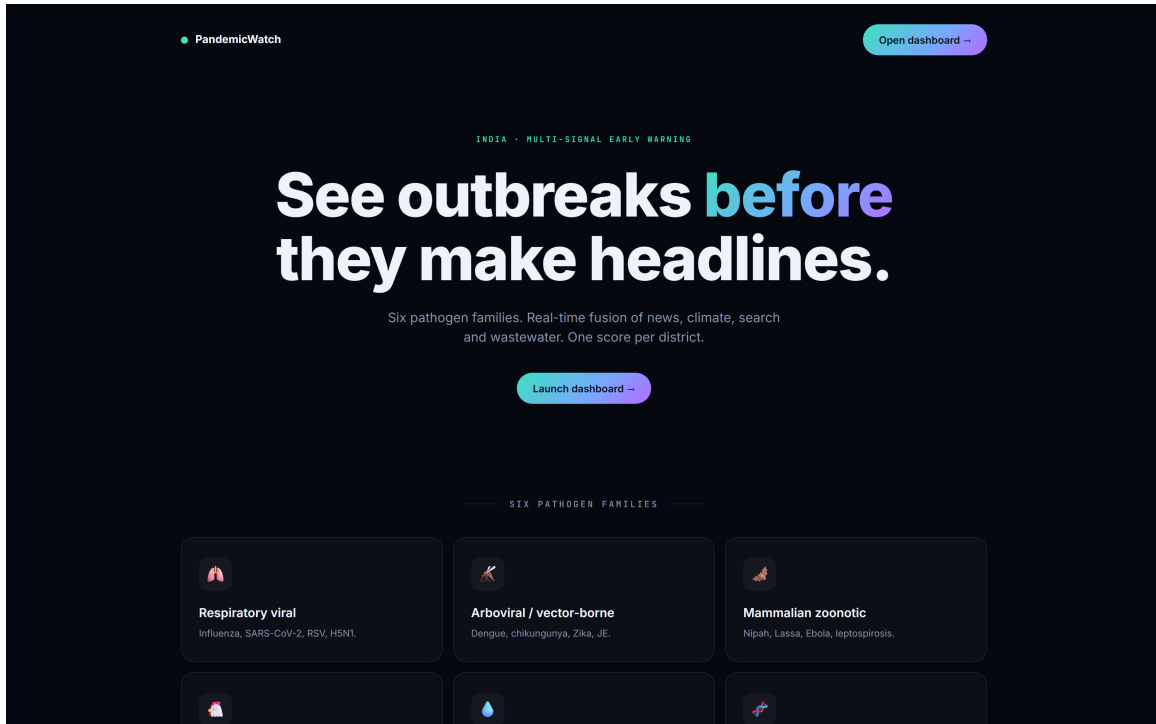 PandemicWatch
Open dashboard →
INDIA · MULTI-SIGNAL EARLY WARNING
See outbreaks before
they make headlines.
Six pathogen families. Real-time fusion of news, climate, search
and wastewater. One score per district.
Launch dashboard →
SIX PATHOGEN FAMILIES
Respiratory viral
Influenza, SARS-CoV-2, RSV, H5N1.
Arboviral / vector-borne
Dengue, chikungunya, Zika, JE.
Mammalian zoonotic
Nipah, Lassa, Ebola, leptospirosis.